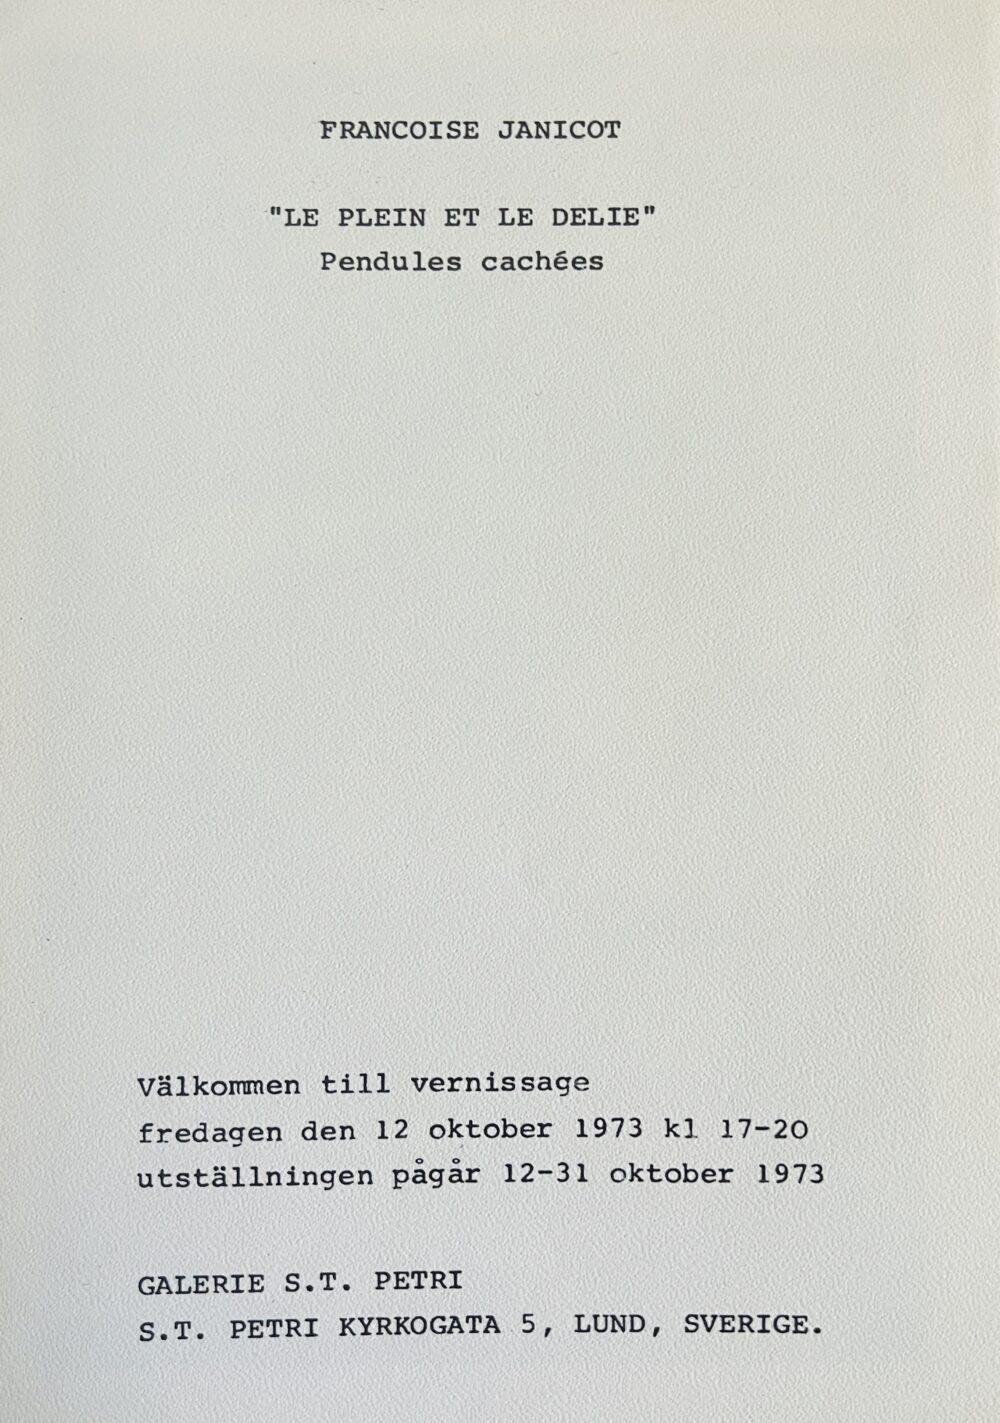 FRANCOISE JANICOT
"LE PLEIN ET LE DELIE"
Pendules cachées
Välkommen till vernissage
fredagen den 12 oktober 1973 kl 17-20
utställningen pågår 12-31 oktober 1973
GALERIE S.T. PETRI
S.T. PETRI KYRKOGATA 5, LUND, SVERIGE.